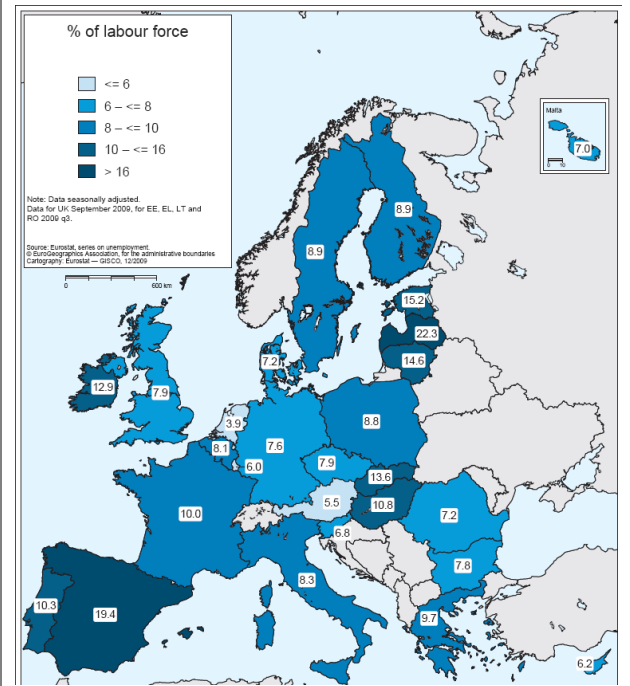 % of labour force
<= 6
6 – <= 8
8 – <= 10
10 – <= 16
> 16
Note: Data seasonally adjusted.
Data for UK September 2009, for EE, EL, LT and
RO 2009 q3.
Source: Eurostat, series on unemployment.
© EuroGeographics Association, for the administrative boundaries
Cartography: Eurostat — GISCO, 12/2009
0 600 km
Malta
7.0
0 10
8.9
8.9
15.2
22.3
14.6
7.2
12.9
7.9
3.9
8.8
8.1
7.6
6.0
7.9
13.6
5.5
10.8
10.0
7.2
6.8
7.8
8.3
10.3
19.4
9.7
6.2